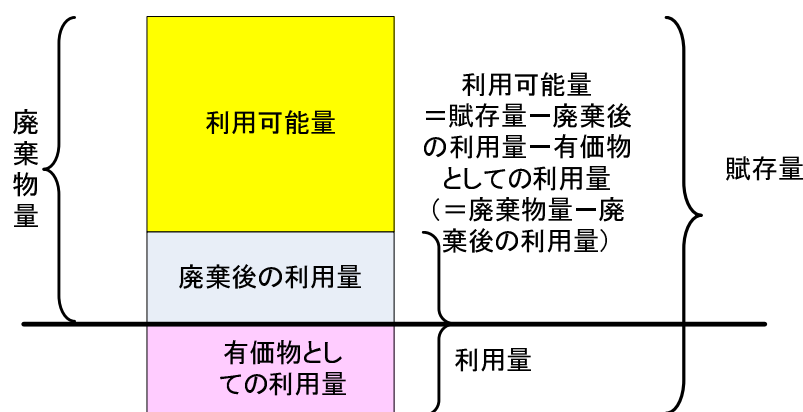 廃
棄
物
量
利用可能量
廃棄後の利用量
有価物とし
ての利用量
利用可能量
=賦存量ー廃棄後
の利用量ー有価物
としての利用量
(=廃棄物量ー廃
棄後の利用量)
利用量
賦存量